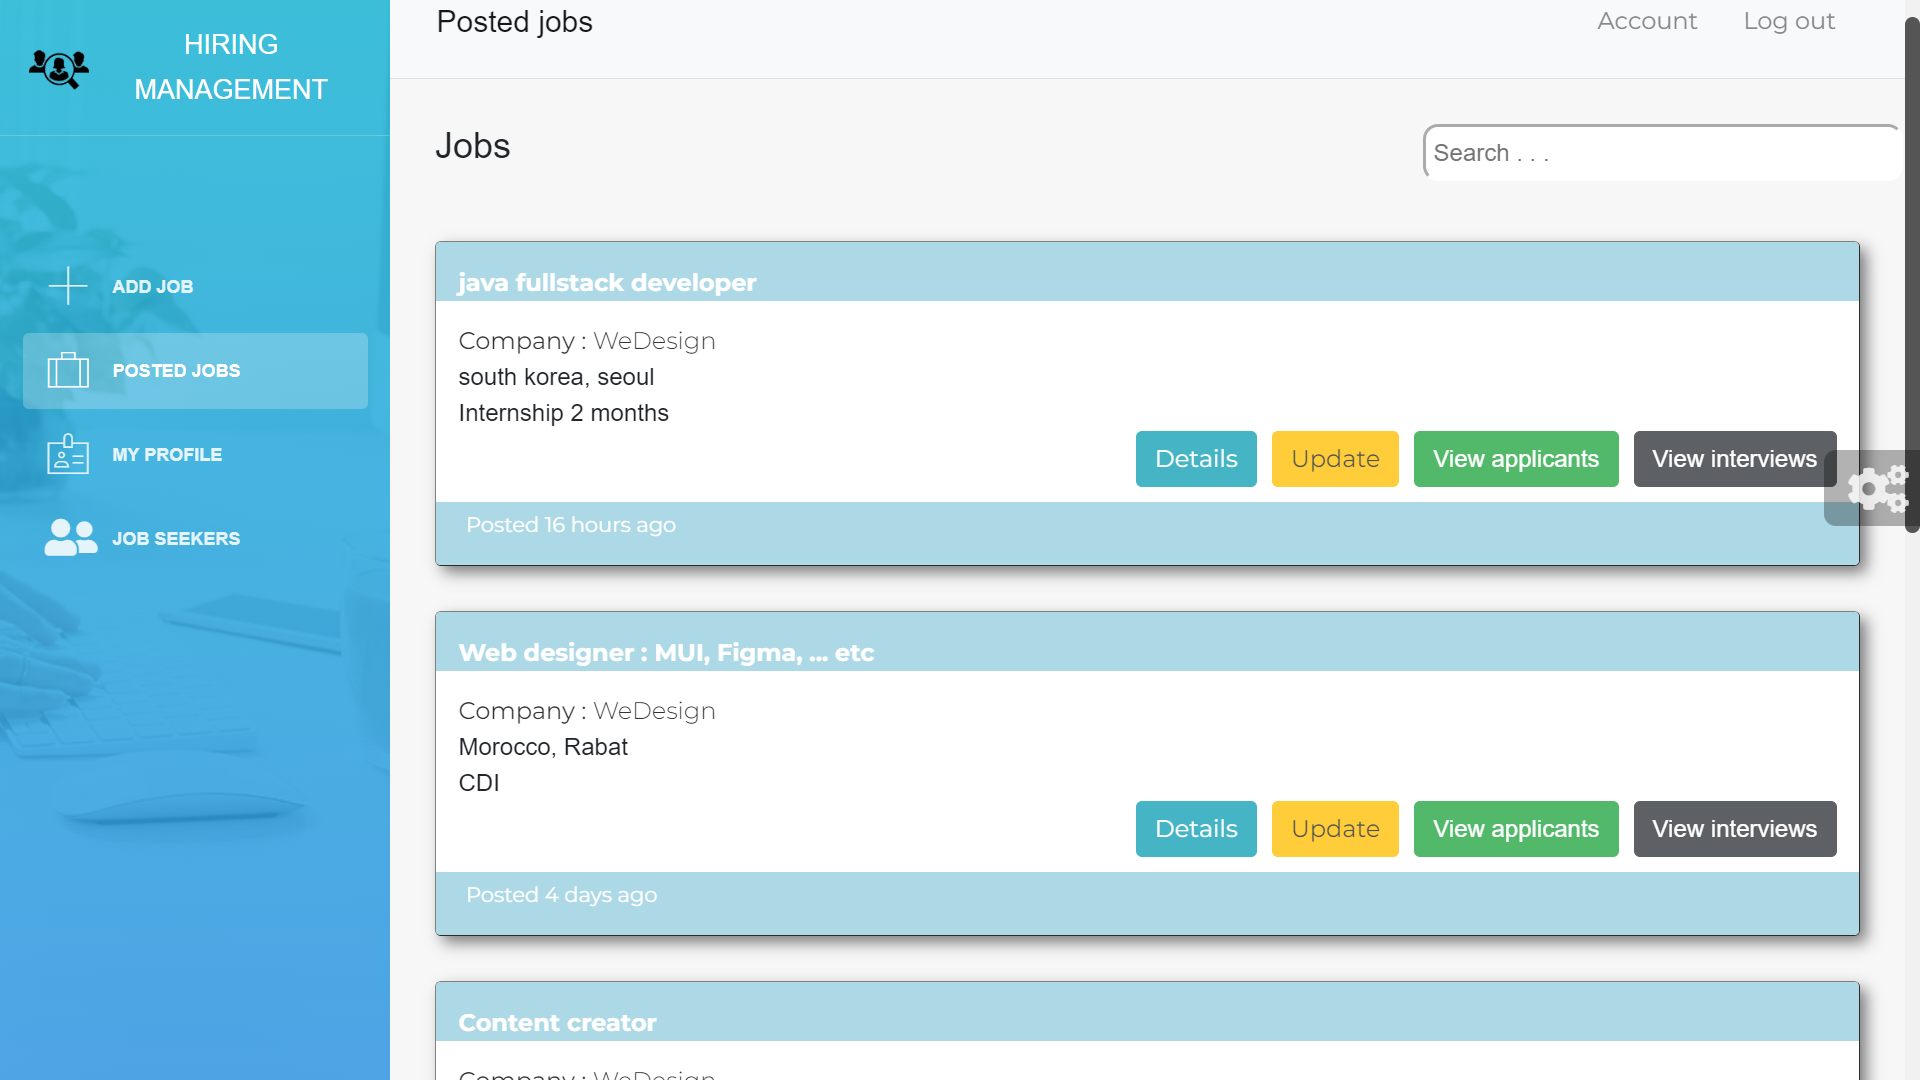 HIRING
MANAGEMENT
ADD JOB
POSTED JOBS
MY PROFILE
JOB SEEKERS
Posted jobs
Account
Log out
Jobs
Search . . .
java fullstack developer
Company : WeDesign
south korea, seoul
Internship 2 months
Details
Update
View applicants
View interviews
Posted 16 hours ago
Web designer : MUI, Figma, ... etc
Company : WeDesign
Morocco, Rabat
CDI
Details
Update
View applicants
View interviews
Posted 4 days ago
Content creator
Company : WeDesign